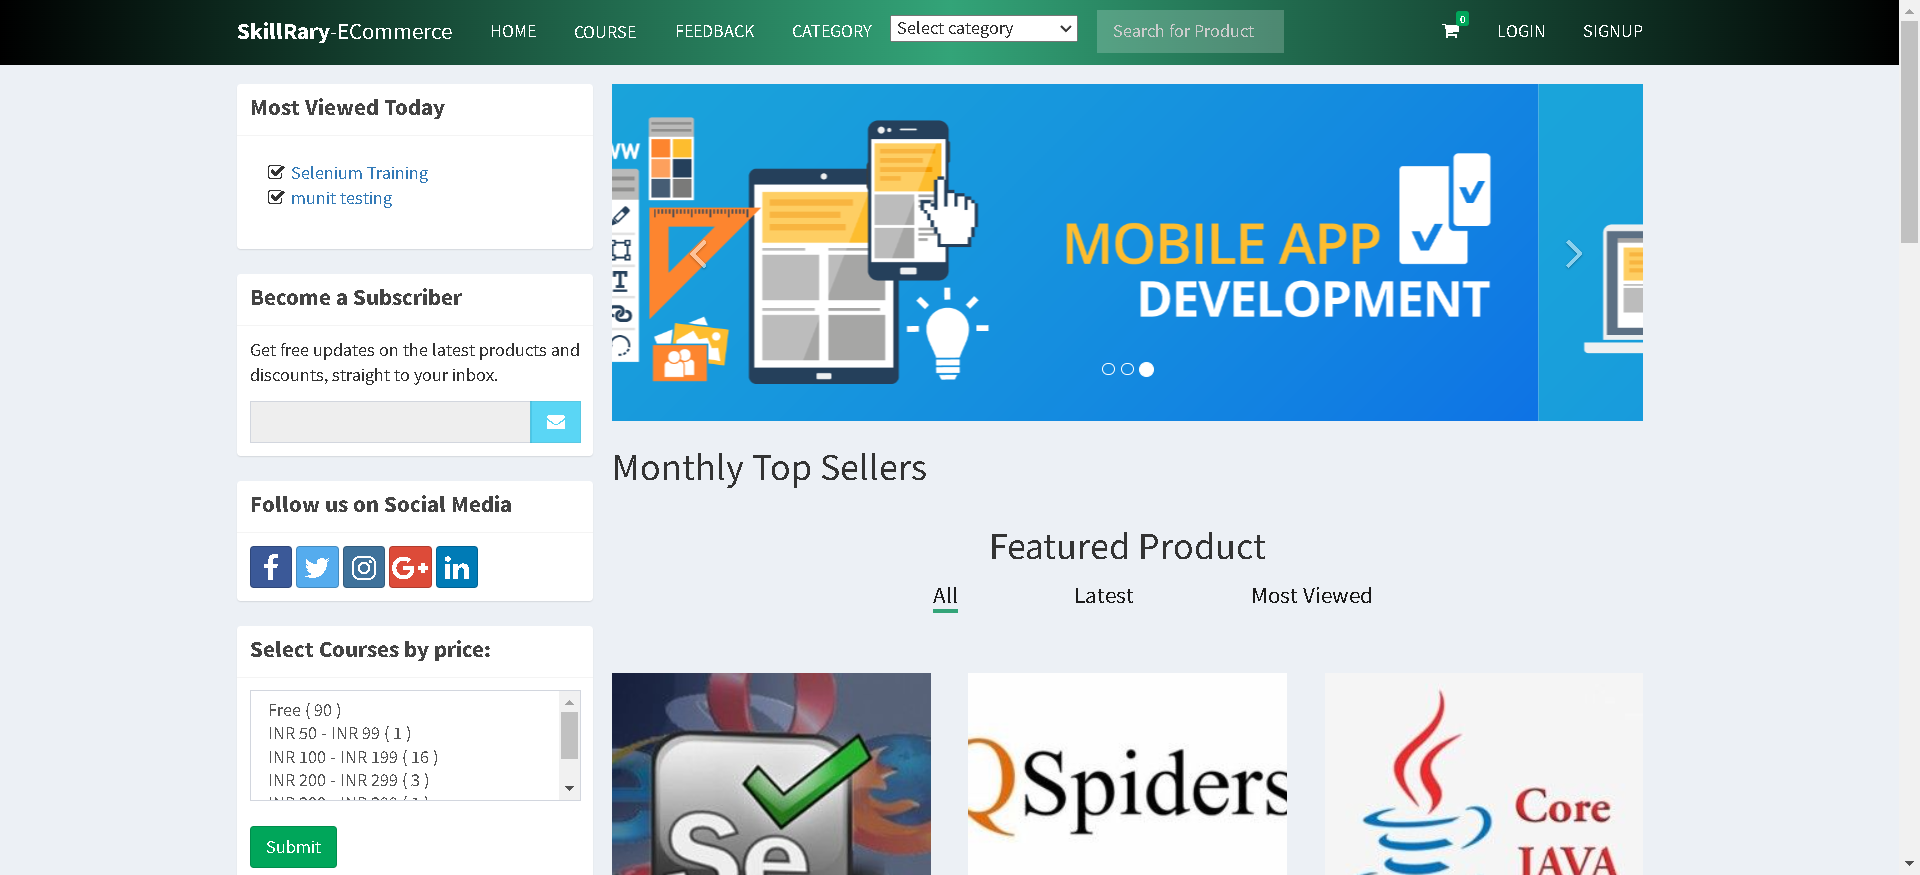 SkillRary-ECommerce HOME COURSE FEEDBACK CATEGORY Select category Search for Product 0 LOGIN SIGNUP
Most Viewed Today
Selenium Training
munit testing
Become a Subscriber
Get free updates on the latest products and
discounts, straight to your inbox.
Follow us on Social Media
Select Courses by price:
Free ( 90 )
INR 50 - INR 99 ( 1 )
INR 100 - INR 199 ( 16 )
INR 200 - INR 299 ( 3 )
Submit
MOBILE APP
DEVELOPMENT
Monthly Top Sellers
Featured Product
All Latest Most Viewed
Se
QSpiders
Core
JAVA